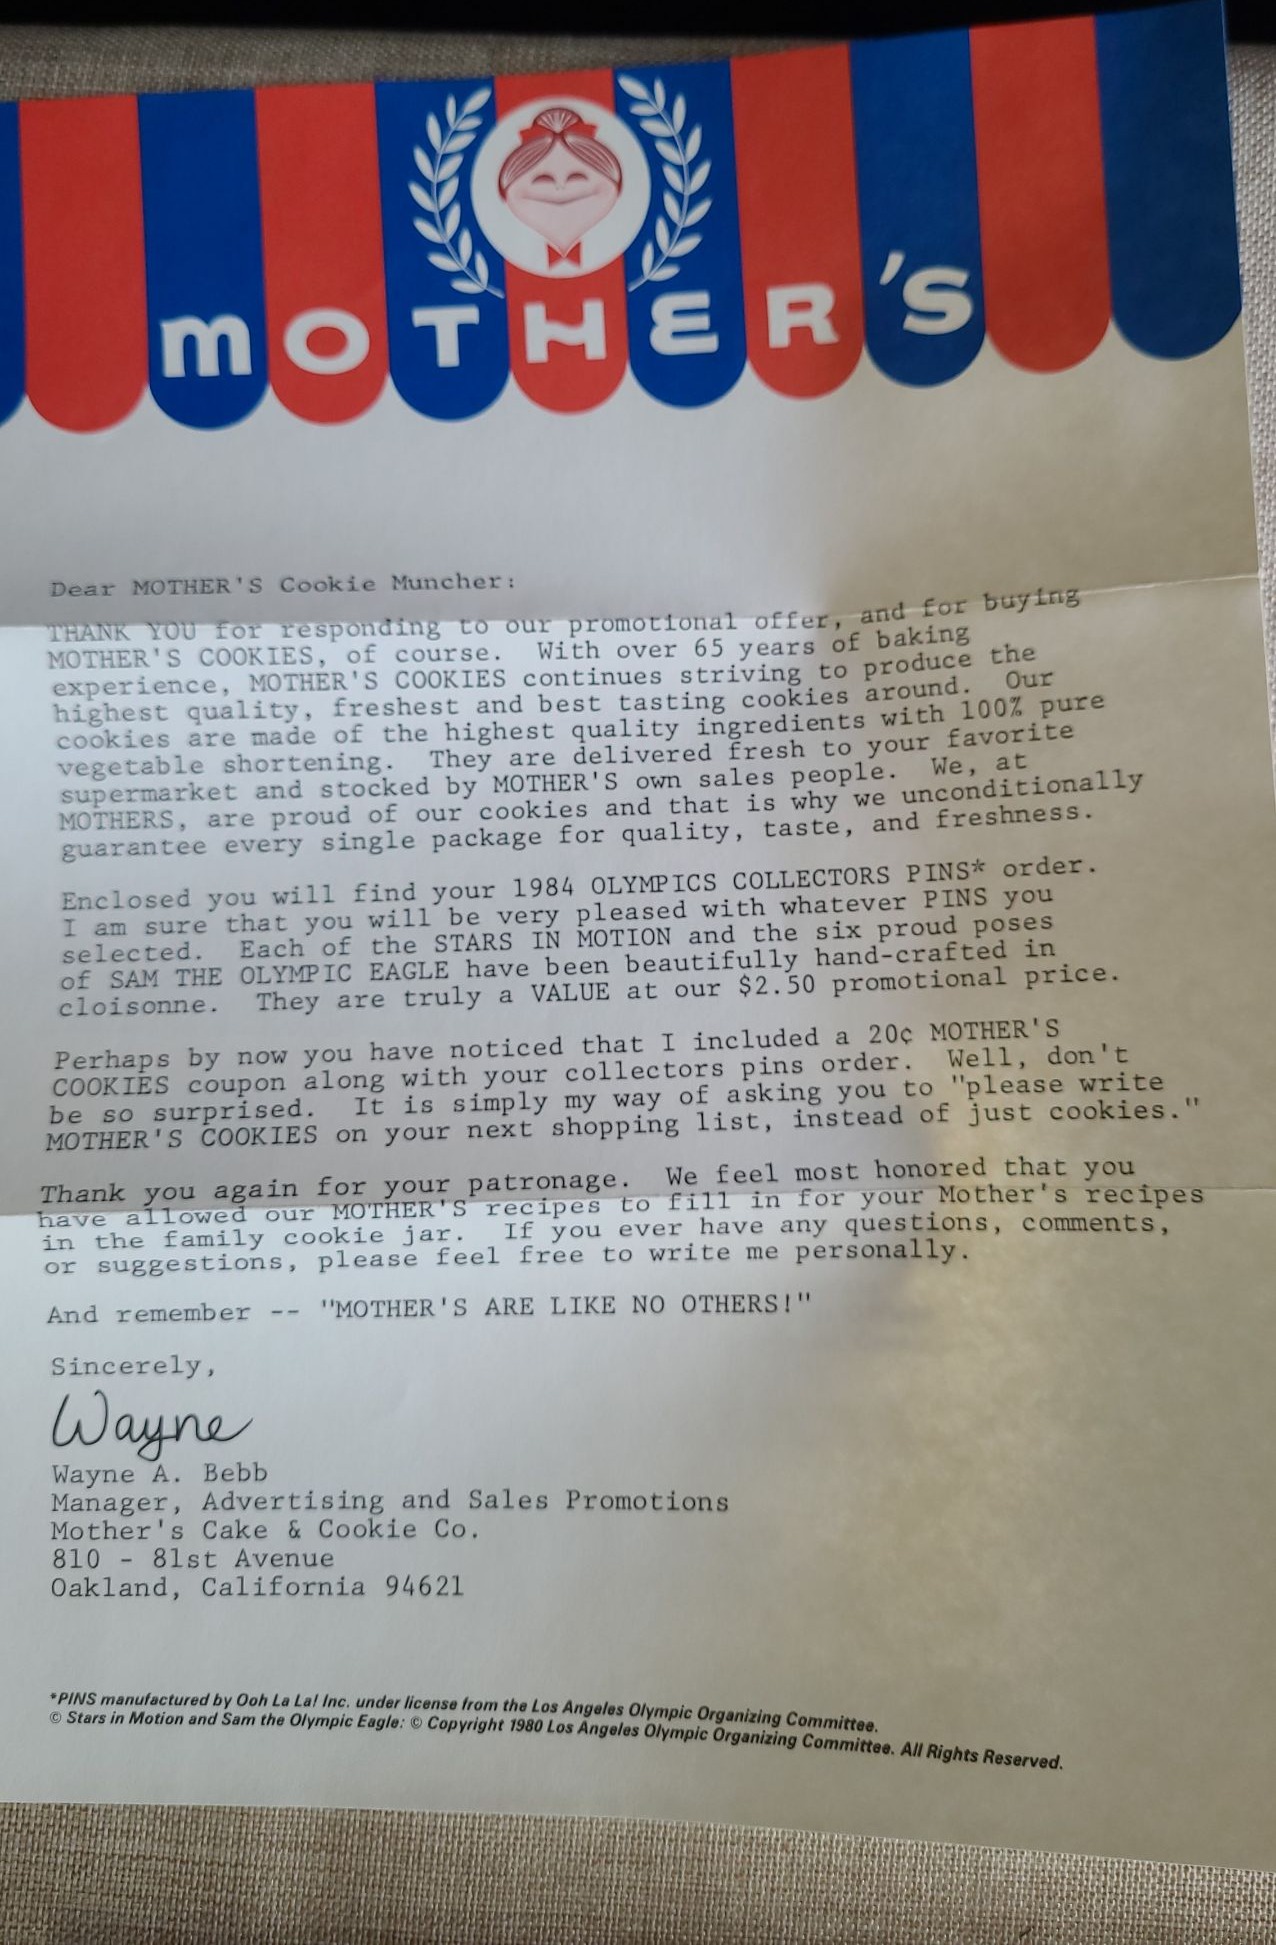 MOTHER'S
Dear MOTHER'S Cookie Muncher:
THANK YOU for responding to our promotional offer, and for buying
MOTHER'S COOKIES, of course. With over 65 years of baking
experience, MOTHER'S COOKIES continues striving to produce the
highest quality, freshest and best tasting cookies around. Our
cookies are made of the highest quality ingredients with 100% pure
vegetable shortening. They are delivered fresh to your favorite
supermarket and stocked by MOTHER'S own sales people. We, at
MOTHERS, are proud of our cookies and that is why we unconditionally
guarantee every single package for quality, taste, and freshness.
Enclosed you will find your 1984 OLYMPICS COLLECTORS PINS* order.
I am sure that you will be very pleased with whatever PINS you
selected. Each of the STARS IN MOTION and the six proud poses
of SAM THE OLYMPIC EAGLE have been beautifully hand-crafted in
cloisonne. They are truly a VALUE at our $2.50 promotional price.
Perhaps by now you have noticed that I included a 20¢ MOTHER'S
COOKIES coupon along with your collectors pins order. Well, don't
be so surprised. It is simply my way of asking you to "please write
MOTHER'S COOKIES on your next shopping list, instead of just cookies."
Thank you again for your patronage. We feel most honored that you
have allowed our MOTHER'S recipes to fill in for your Mother's recipes
in the family cookie jar. If you ever have any questions, comments,
or suggestions, please feel free to write me personally.
And remember -- "MOTHER'S ARE LIKE NO OTHERS!"
Sincerely,
Wayne
Wayne A. Bebb
Manager, Advertising and Sales Promotions
Mother's Cake & Cookie Co.
810 - 81st Avenue
Oakland, California 94621
*PINS manufactured by Ooh La La! Inc. under license from the Los Angeles Olympic Organizing Committee.
© Stars in Motion and Sam the Olympic Eagle: © Copyright 1980 Los Angeles Olympic Organizing Committee. All Rights Reserved.